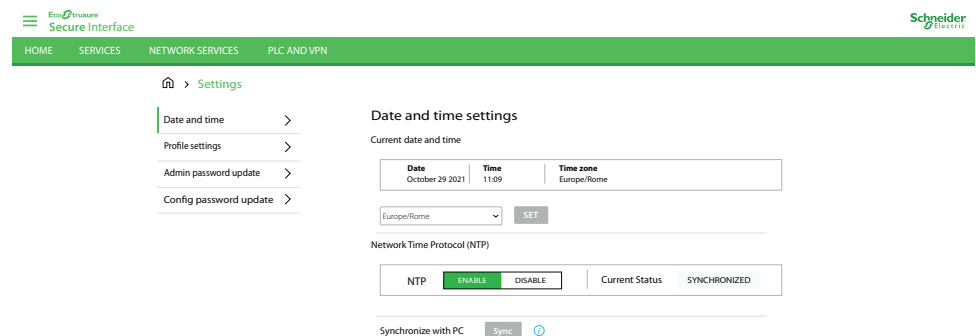 EcoStruxure
Secure Interface
Schneider
Electric
HOME SERVICES NETWORK SERVICES PLC AND VPN
> Settings
Date and time
Profile settings
Admin password update
Config password update
Date and time settings
Current date and time
Date Time Time zone
October 29 2021 11:09 Europe/Rome
Europe/Rome SET
Network Time Protocol (NTP)
NTP ENABLE DISABLE Current Status SYNCHRONIZED
Synchronize with PC Sync i